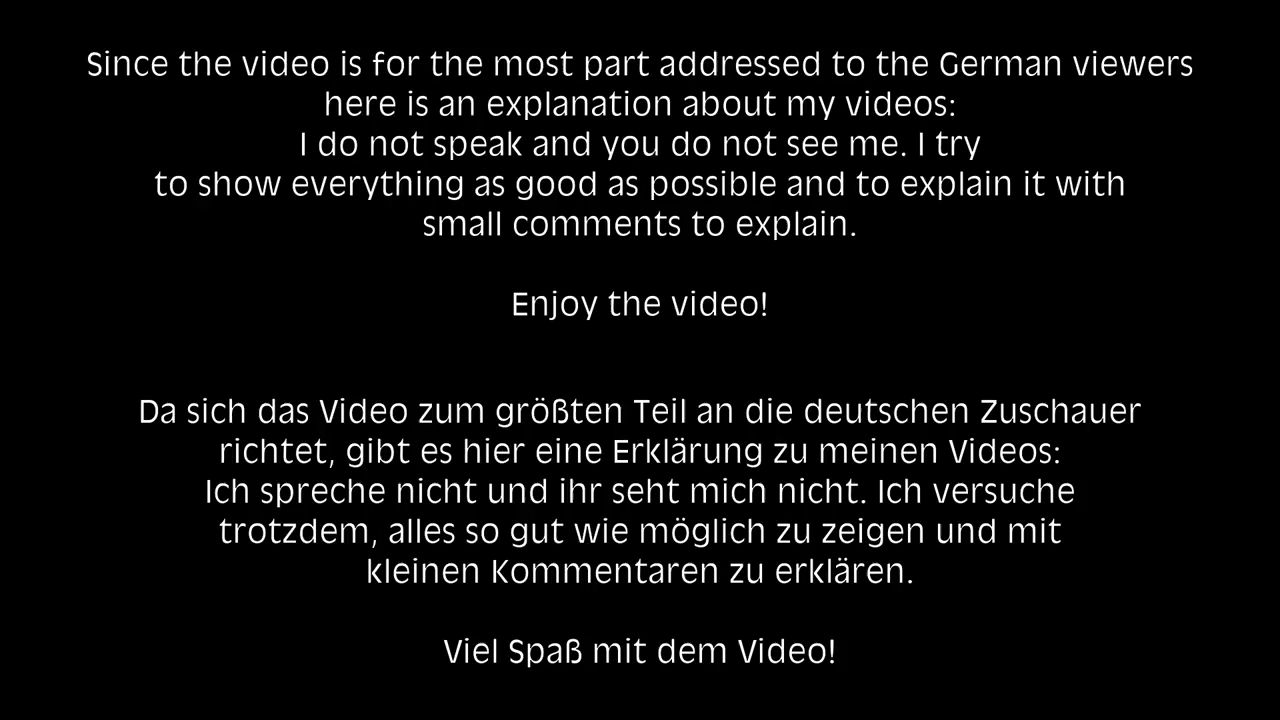 Since the video is for the most part addressed to the German viewers
here is an explanation about my videos:
I do not speak and you do not see me. I try
to show everything as good as possible and to explain it with
small comments to explain.
Enjoy the video!
Da sich das Video zum größten Teil an die deutschen Zuschauer
richtet, gibt es hier eine Erklärung zu meinen Videos:
Ich spreche nicht und ihr seht mich nicht. Ich versuche
trotzdem, alles so gut wie möglich zu zeigen und mit
kleinen Kommentaren zu erklären.
Viel Spaß mit dem Video!